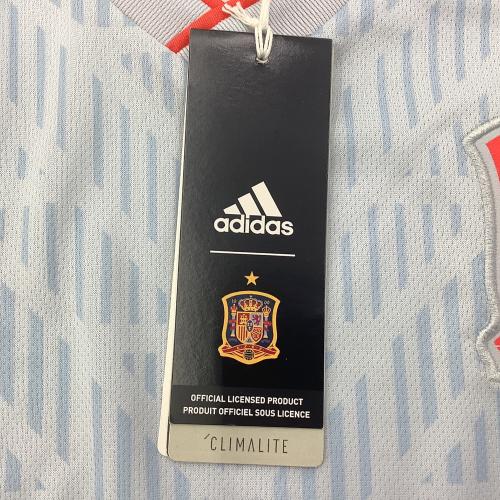 adidas
OFFICIAL LICENSED PRODUCT
PRODUIT OFFICIEL SOUS LICENCE
CLIMALITE